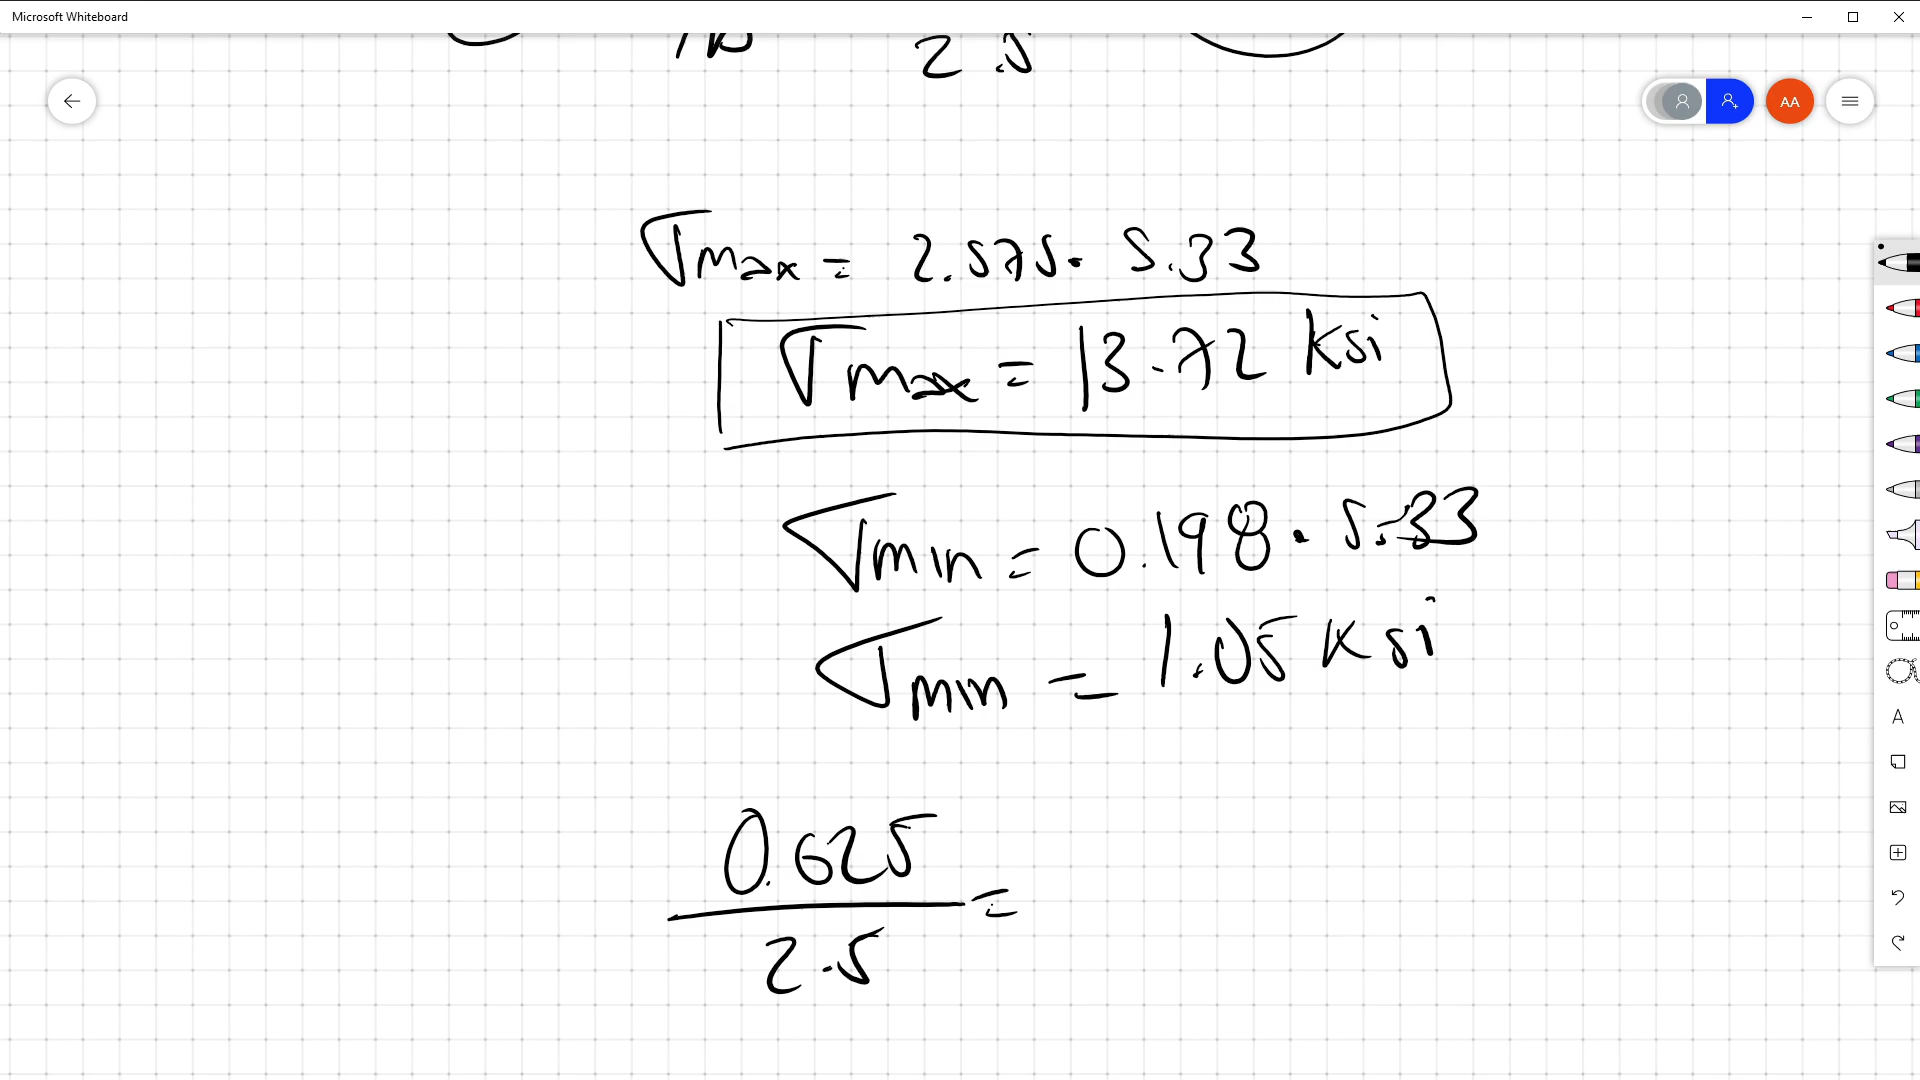 Microsoft Whiteboard
2.5
AA
σmax = 2.575 · 5.33
σmax = 13.72 ksi
σmin = 0.198 · 5.33
σmin = 1.05 ksi
0.625
=
2.5
A